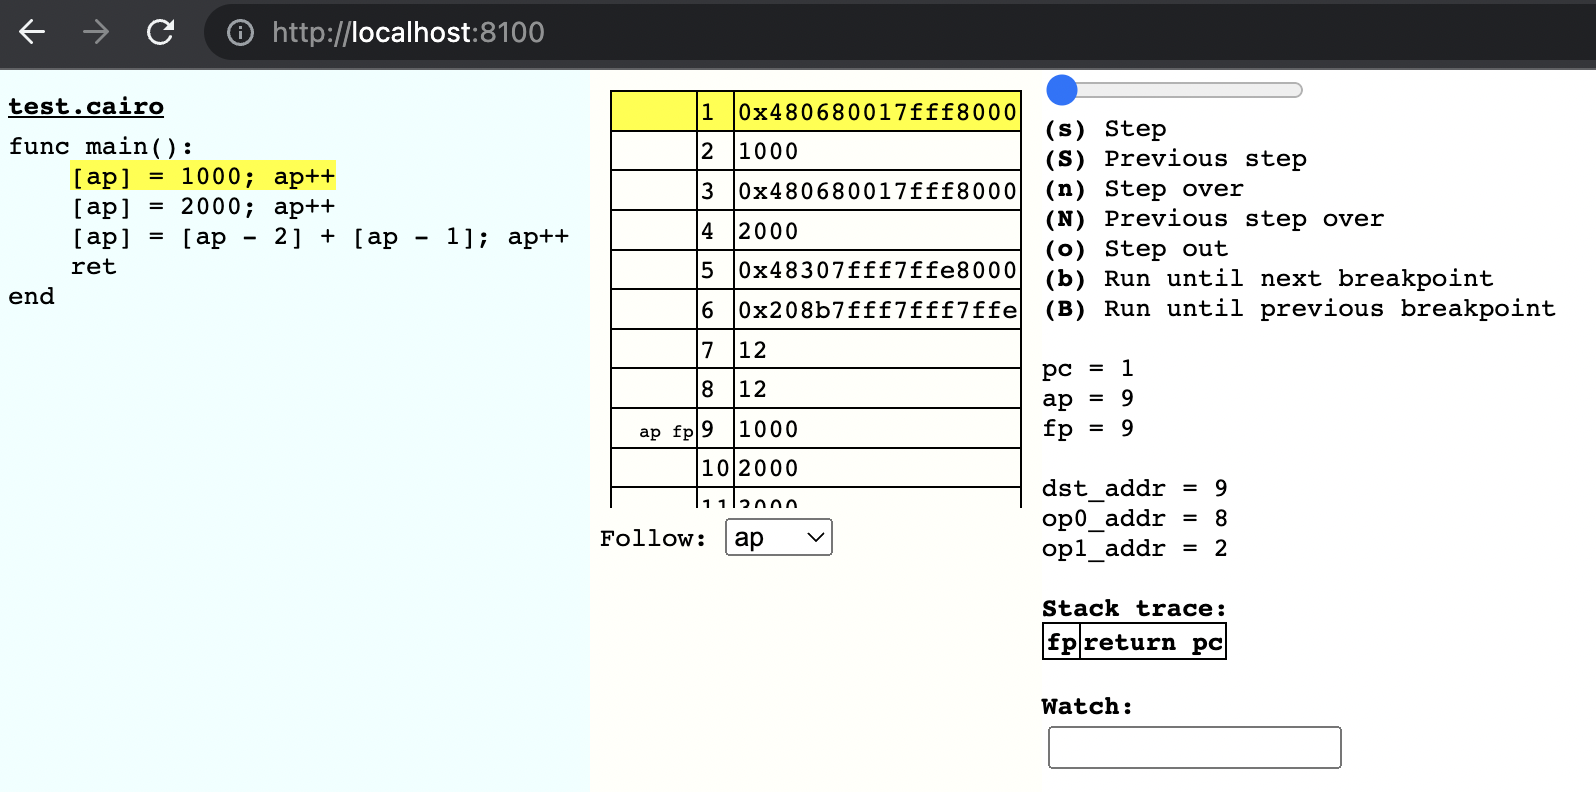 http://localhost:8100
test.cairo
func main():
[ap] = 1000; ap++
[ap] = 2000; ap++
[ap] = [ap - 2] + [ap - 1]; ap++
ret
end
1 0x480680017fff8000
2 1000
3 0x480680017fff8000
4 2000
5 0x48307fff7ffe8000
6 0x208b7fff7fff7ffe
7 12
8 12
ap fp 9 1000
10 2000
11 3000
Follow: ap
(s) Step
(S) Previous step
(n) Step over
(N) Previous step over
(o) Step out
(b) Run until next breakpoint
(B) Run until previous breakpoint
pc = 1
ap = 9
fp = 9
dst_addr = 9
op0_addr = 8
op1_addr = 2
Stack trace:
fp return pc
Watch: